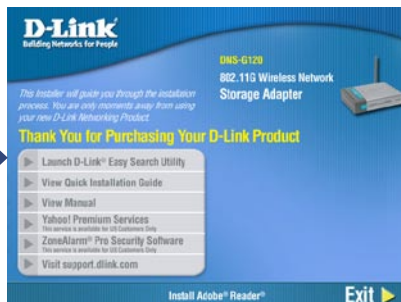 D-Link®
Building Networks for People
DNS-G120
802.11G Wireless Network
Storage Adapter
This Installer will guide you through the installation
process. You are only moments away from using
your new D-Link Networking Product.
Thank You for Purchasing Your D-Link Product
Launch D-Link® Easy Search Utility
View Quick Installation Guide
View Manual
Yahoo! Premium Services
This service is available for US Customers Only
ZoneAlarm® Pro Security Software
This service is available for US Customers Only
Visit support.dlink.com
Install Adobe® Reader®
Exit